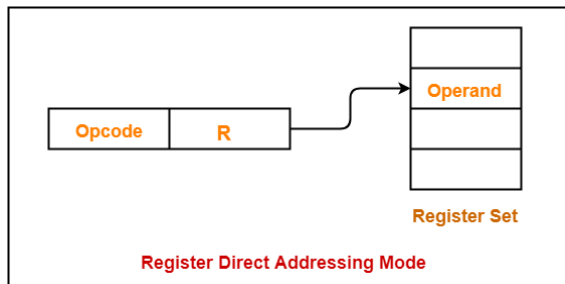 Operand
Opcode
R
Register Set
Register Direct Addressing Mode